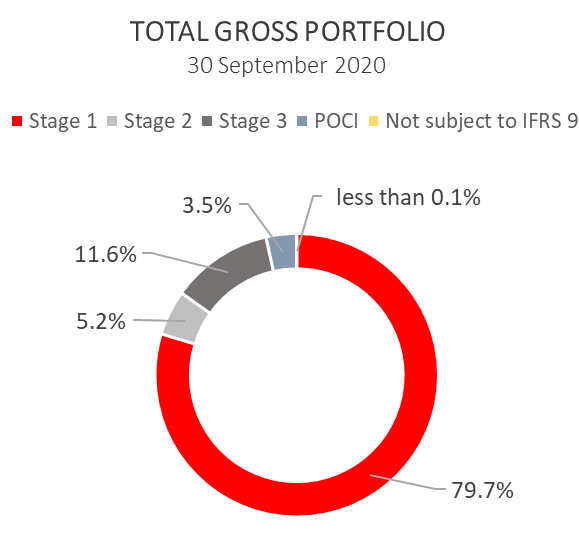 TOTAL GROSS PORTFOLIO
30 September 2020
Stage 1 Stage 2 Stage 3 POCI Not subject to IFRS 9
3.5%
less than 0.1%
11.6%
5.2%
79.7%